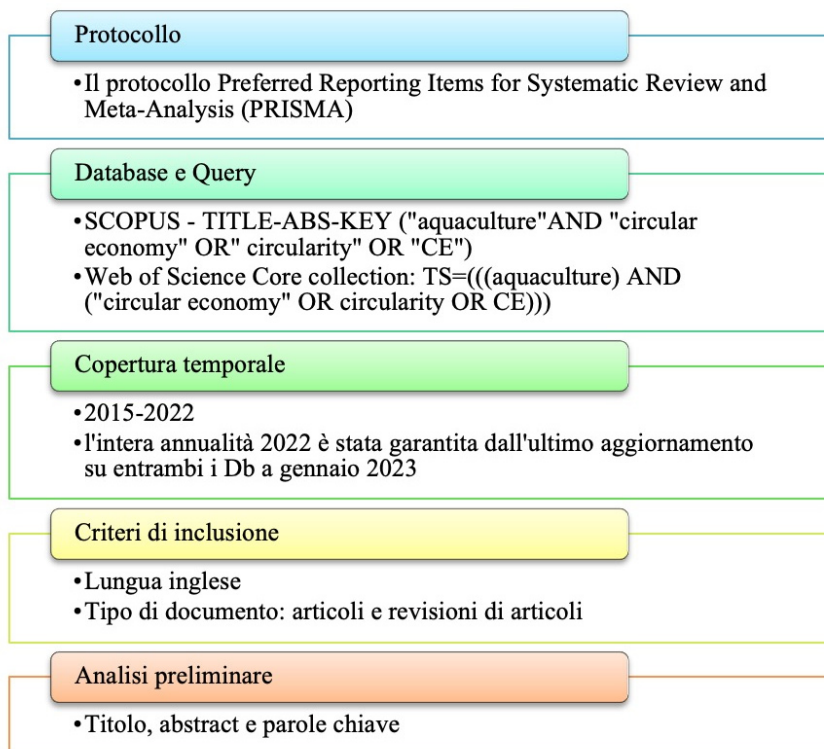 Protocollo
•Il protocollo Preferred Reporting Items for Systematic Review and
Meta-Analysis (PRISMA)
Database e Query
•SCOPUS - TITLE-ABS-KEY ("aquaculture"AND "circular
economy" OR" circularity" OR "CE")
•Web of Science Core collection: TS=(((aquaculture) AND
("circular economy" OR circularity OR CE)))
Copertura temporale
•2015-2022
•l'intera annualità 2022 è stata garantita dall'ultimo aggiornamento
su entrambi i Db a gennaio 2023
Criteri di inclusione
•Lungua inglese
•Tipo di documento: articoli e revisioni di articoli
Analisi preliminare
•Titolo, abstract e parole chiave